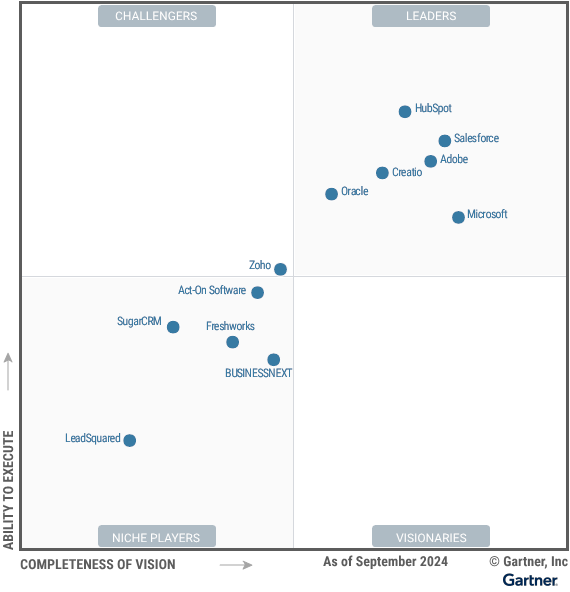 CHALLENGERS
LEADERS
HubSpot
Salesforce
Adobe
Creatio
Oracle
Microsoft
Zoho
Act-On Software
SugarCRM
Freshworks
BUSINESSNEXT
LeadSquared
ABILITY TO EXECUTE
NICHE PLAYERS
VISIONARIES
COMPLETENESS OF VISION
As of September 2024
© Gartner, Inc
Gartner